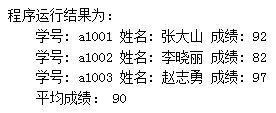 程序运行结果为：
学号：a1001 姓名：张大山 成绩：92
学号：a1002 姓名：李晓丽 成绩：82
学号：a1003 姓名：赵志勇 成绩：97
平均成绩： 90